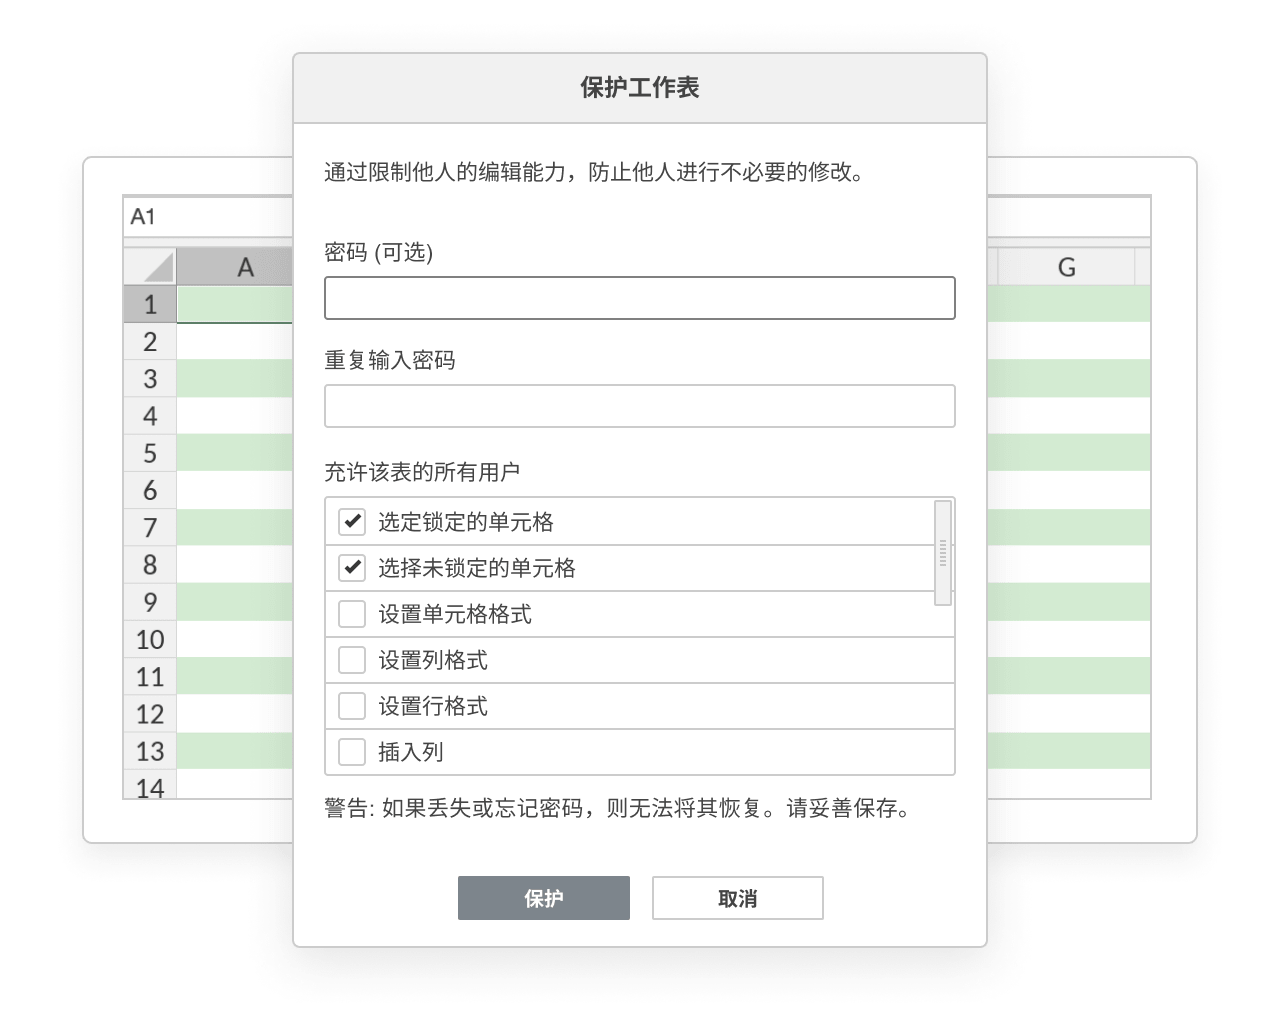 保护工作表
通过限制他人的编辑能力，防止他人进行不必要的修改。
A1
密码 (可选)
A
G
1
2
3
4
5
6
7
8
9
10
11
12
13
14
重复输入密码
充许该表的所有用户
选定锁定的单元格
选择未锁定的单元格
设置单元格格式
设置列格式
设置行格式
插入列
警告: 如果丢失或忘记密码，则无法将其恢复。请妥善保存。
保护
取消